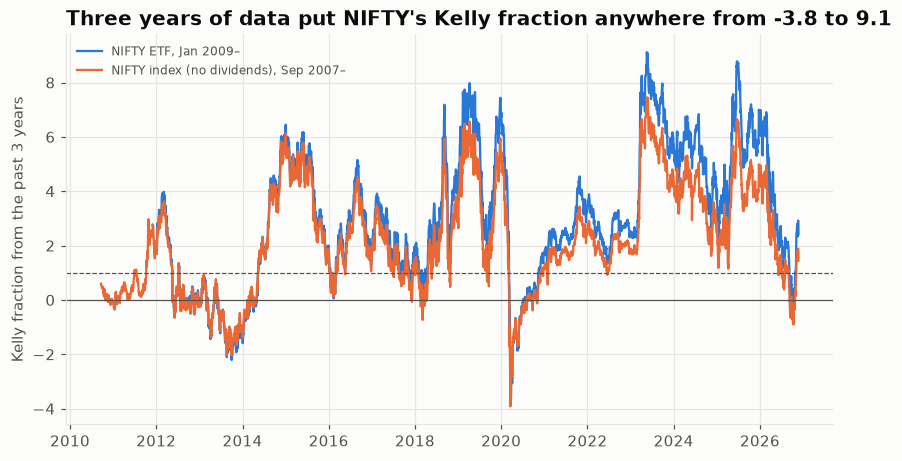 Three years of data put NIFTY's Kelly fraction anywhere from -3.8 to 9.1
NIFTY ETF, Jan 2009–
NIFTY index (no dividends), Sep 2007–
Kelly fraction from the past 3 years
8
6
4
2
0
−2
−4
2010 2012 2014 2016 2018 2020 2022 2024 2026